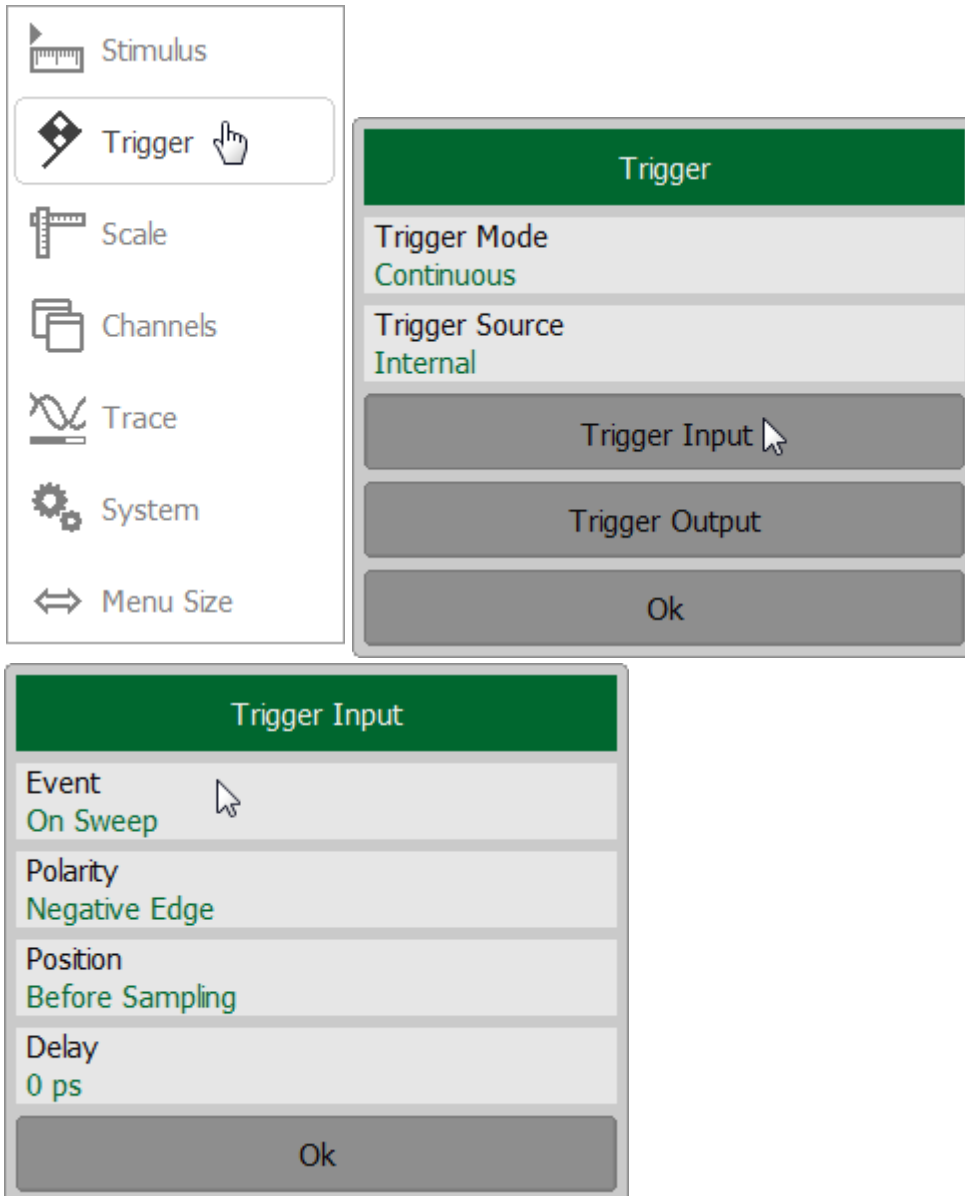 Stimulus
Trigger
Scale
Channels
Trace
System
Menu Size
Trigger
Trigger Mode
Continuous
Trigger Source
Internal
Trigger Input
Trigger Output
Ok
Trigger Input
Event
On Sweep
Polarity
Negative Edge
Position
Before Sampling
Delay
0 ps
Ok